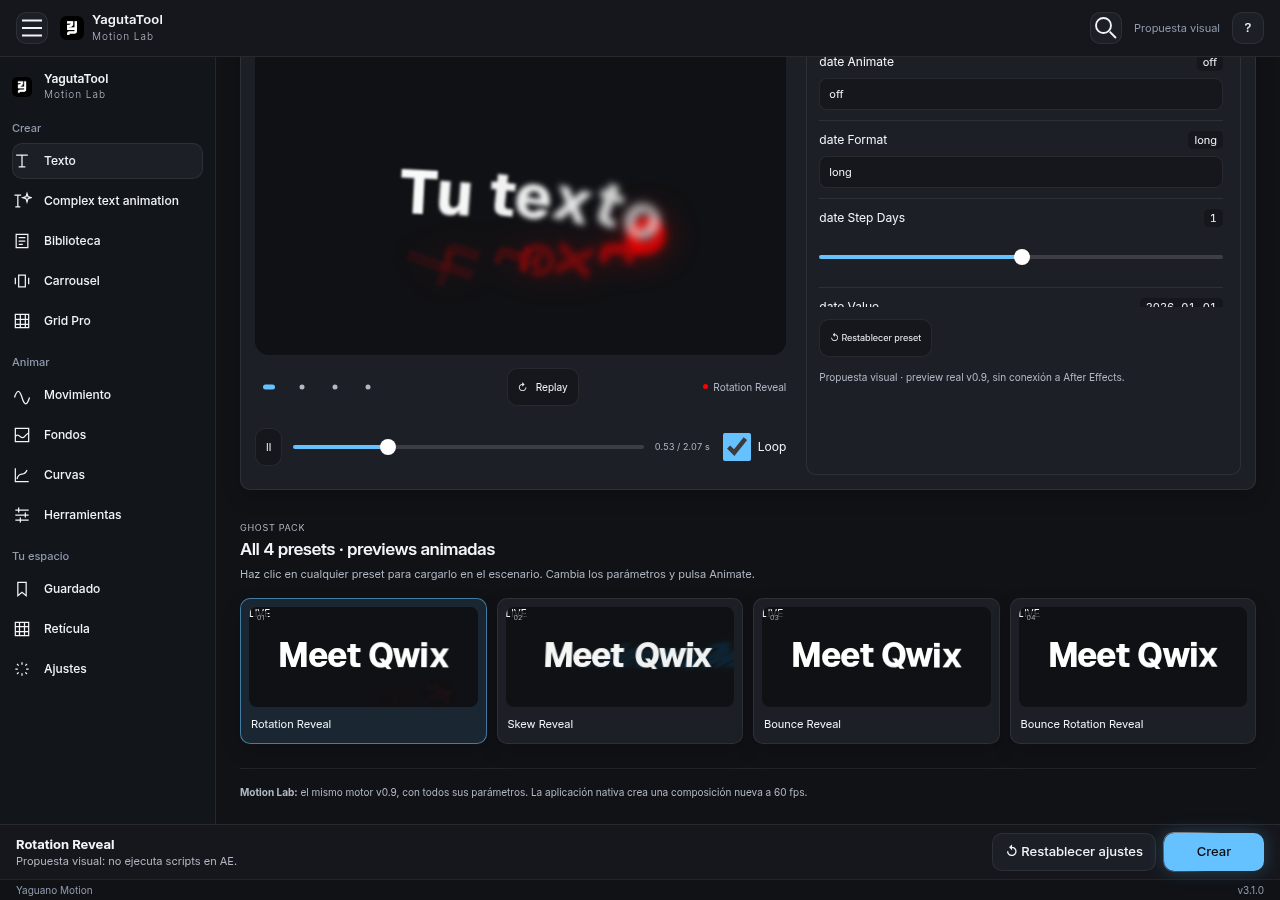 YagutaTool
Motion Lab
Propuesta visual
?
YagutaTool
Motion Lab
Crear
Texto
Complex text animation
Biblioteca
Carrousel
Grid Pro
Animar
Movimiento
Fondos
Curvas
Herramientas
Tu espacio
Guardado
Retícula
Ajustes
Tu texto
Replay
Rotation Reveal
0.53 / 2.07 s
Loop
date Animate
off
off
date Format
long
long
date Step Days
1
date Value
2026-01-01
Restablecer preset
Propuesta visual · preview real v0.9, sin conexión a After Effects.
GHOST PACK
All 4 presets · previews animadas
Haz clic en cualquier preset para cargarlo en el escenario. Cambia los parámetros y pulsa Animate.
LIVE
01
Meet Qwix
Rotation Reveal
LIVE
02
Meet Qwix
Skew Reveal
LIVE
03
Meet Qwix
Bounce Reveal
LIVE
04
Meet Qwix
Bounce Rotation Reveal
Motion Lab: el mismo motor v0.9, con todos sus parámetros. La aplicación nativa crea una composición nueva a 60 fps.
Rotation Reveal
Propuesta visual: no ejecuta scripts en AE.
Restablecer ajustes
Crear
Yaguano Motion
v3.1.0